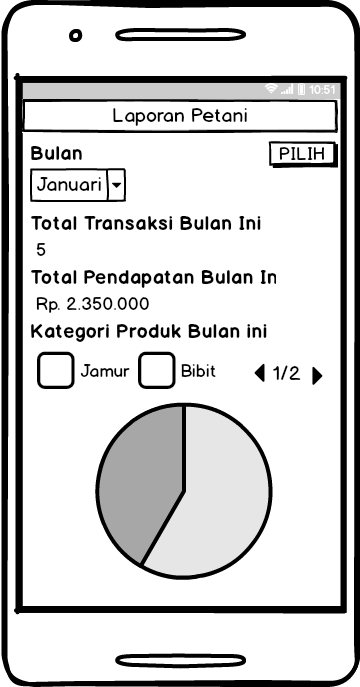 10:51
Laporan Petani
Bulan
PILIH
Januari
Total Transaksi Bulan Ini
5
Total Pendapatan Bulan In
Rp. 2.350.000
Kategori Produk Bulan ini
Jamur Bibit 1/2